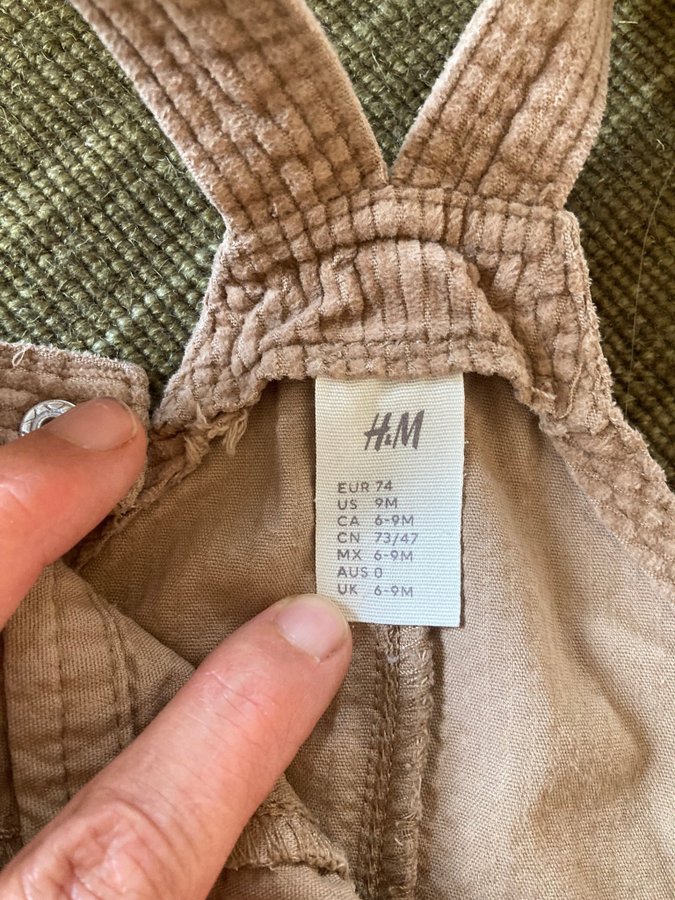 H&M
EUR 74
US 9M
CA 6-9M
CN 73/47
MX 6-9M
AUS 0
UK 6-9M